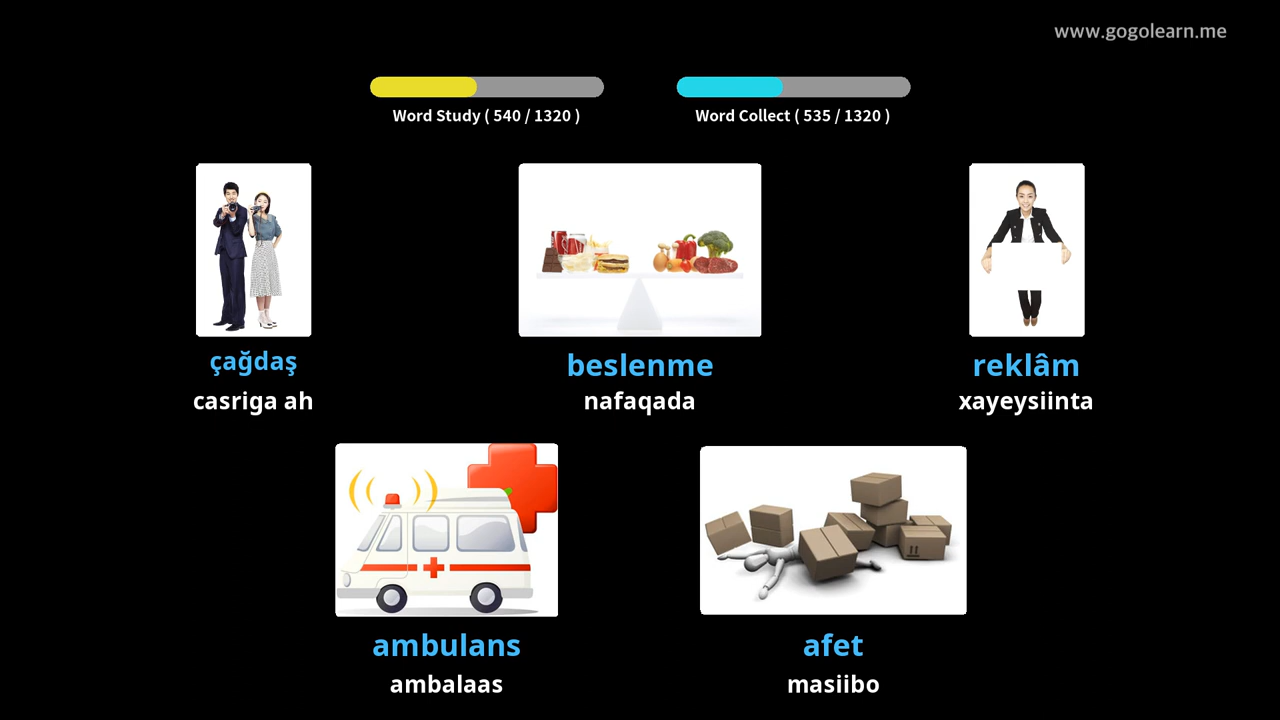 www.gogolearn.me
Word Study ( 540 / 1320 )
Word Collect ( 535 / 1320 )
çağdaş
casriga ah
beslenme
nafaqada
reklâm
xayeysiinta
ambulans
ambalaas
afet
masiibo